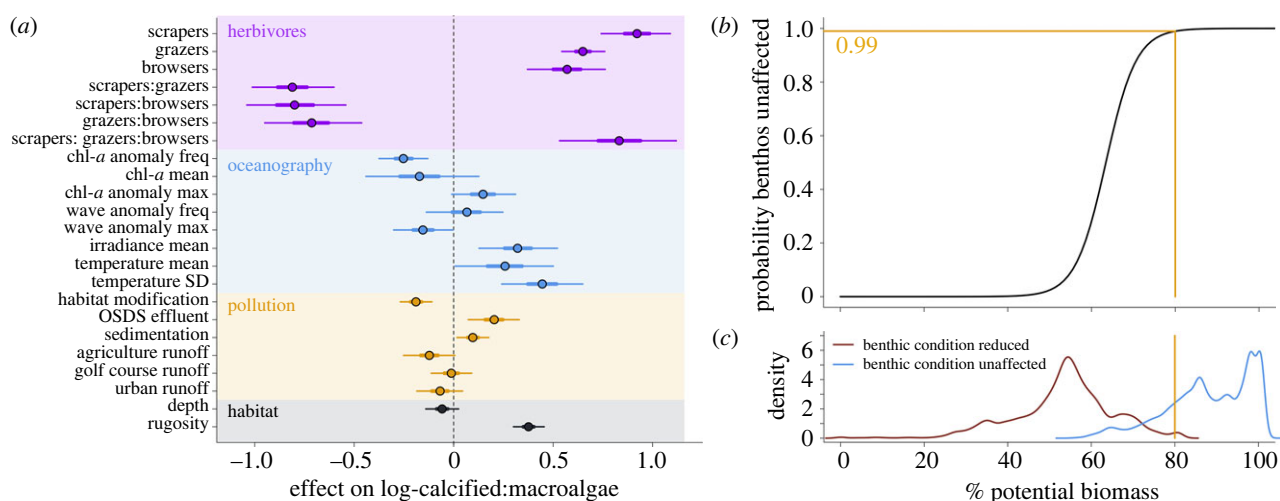 (a)
herbivores
scrapers
grazers
browsers
scrapers:grazers
scrapers:browsers
grazers:browsers
scrapers: grazers:browsers
oceanography
chl-a anomaly freq
chl-a mean
chl-a anomaly max
wave anomaly freq
wave anomaly max
irradiance mean
temperature mean
temperature SD
pollution
habitat modification
OSDS effluent
sedimentation
agriculture runoff
golf course runoff
urban runoff
habitat
depth
rugosity
−1.0 −0.5 0 0.5 1.0
effect on log-calcified:macroalgae
(b)
probability benthos unaffected
1.0
0.8
0.6
0.4
0.2
0
0.99
(c)
density
6
4
2
0
benthic condition reduced
benthic condition unaffected
0 20 40 60 80 100
% potential biomass